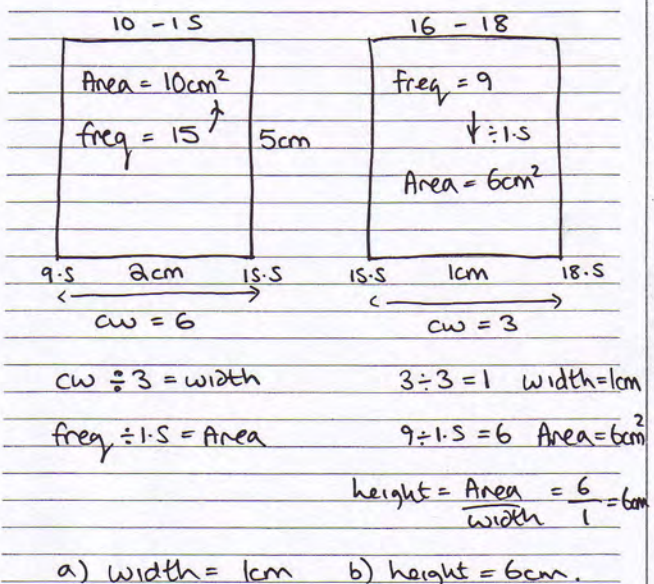 10 - 15
Area = 10cm²
freq = 15
5cm
9.5 2cm 15.5
cw = 6
16 - 18
freq = 9
÷1.5
Area = 6cm²
15.5 1cm 18.5
cw = 3
cw ÷ 3 = width 3÷3 = 1 width=1cm
freq ÷1.5 = Area 9÷1.5 = 6 Area=6cm²
height = Area/width = 6/1 = 6cm
a) width = 1cm b) height = 6cm.